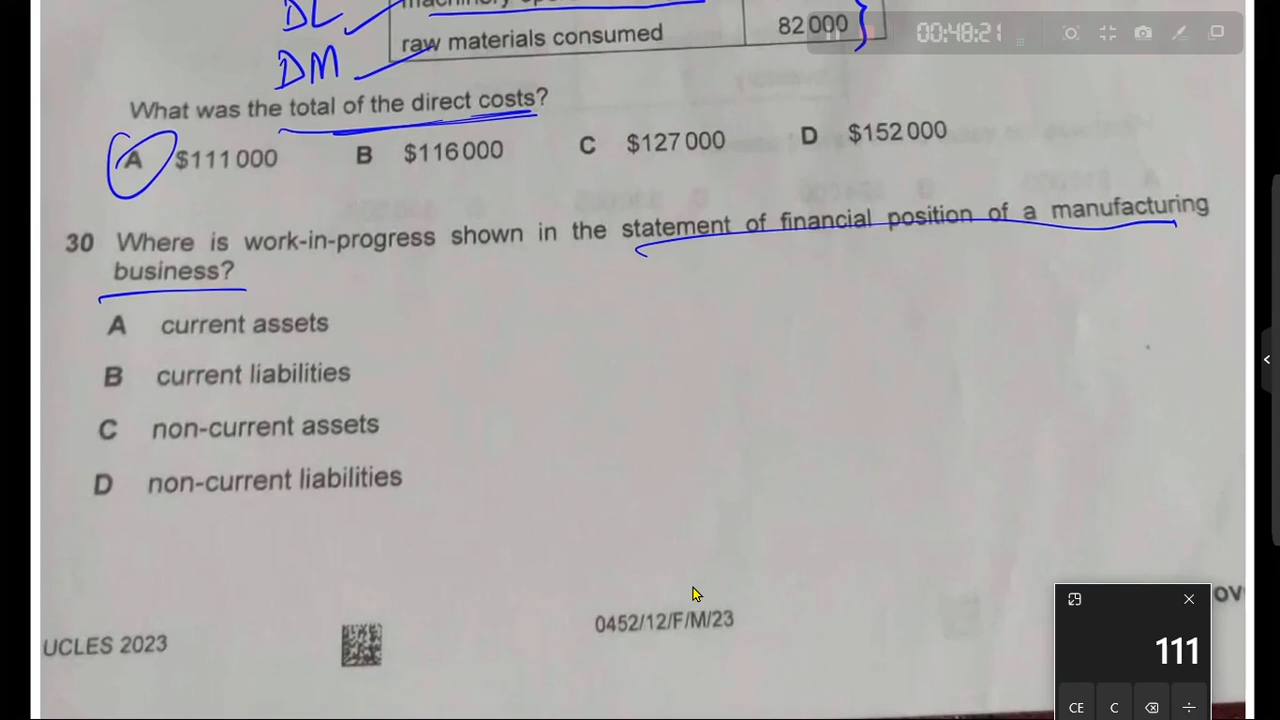 DL
raw materials consumed 82 000
00:48:21
DM
What was the total of the direct costs?
A $111 000 B $116 000 C $127 000 D $152 000
30 Where is work-in-progress shown in the statement of financial position of a manufacturing
business?
A current assets
B current liabilities
C non-current assets
D non-current liabilities
UCLES 2023
0452/12/F/M/23
111
CE C ÷